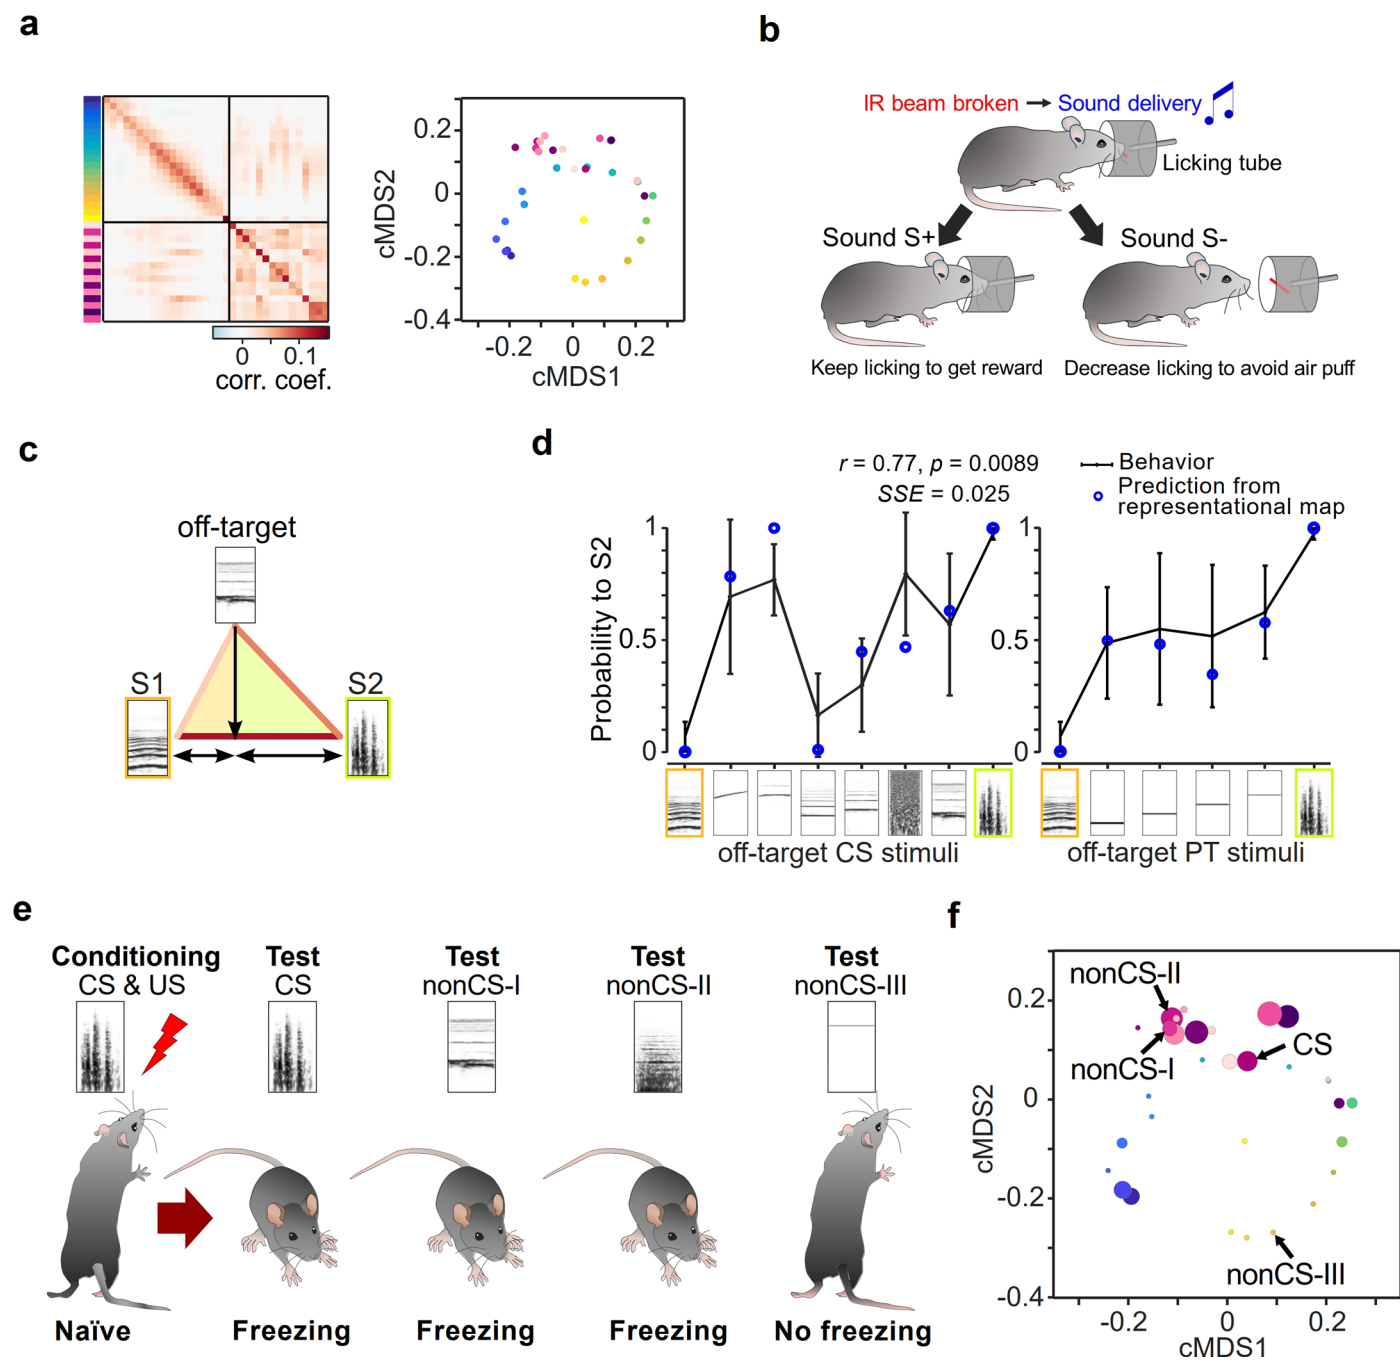 a
0.2
0
-0.2
-0.4
cMDS2
-0.2
0
0.2
cMDS1
0
0.1
corr. coef.
b
IR beam broken
Sound delivery
Licking tube
Sound S+
Sound S-
Keep licking to get reward
Decrease licking to avoid air puff
c
off-target
S1
S2
d
r = 0.77, p = 0.0089
SSE = 0.025
Behavior
Prediction from
representational map
Probability to S2
1
0.5
0
1
0.5
0
off-target CS stimuli
off-target PT stimuli
e
Conditioning
CS & US
Test
CS
Test
nonCS-I
Test
nonCS-II
Test
nonCS-III
Naïve
Freezing
Freezing
Freezing
No freezing
f
nonCS-II
nonCS-I
CS
nonCS-III
0.2
0
-0.2
-0.4
cMDS2
-0.2
0
0.2
cMDS1